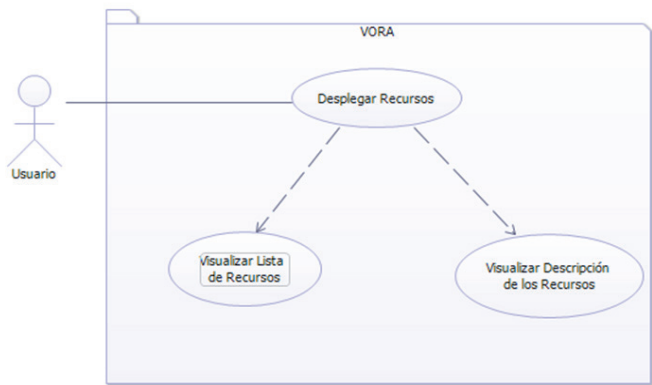 VORA
Desplegar Recursos
Usuario
Visualizar Lista
de Recursos
Visualizar Descripción
de los Recursos